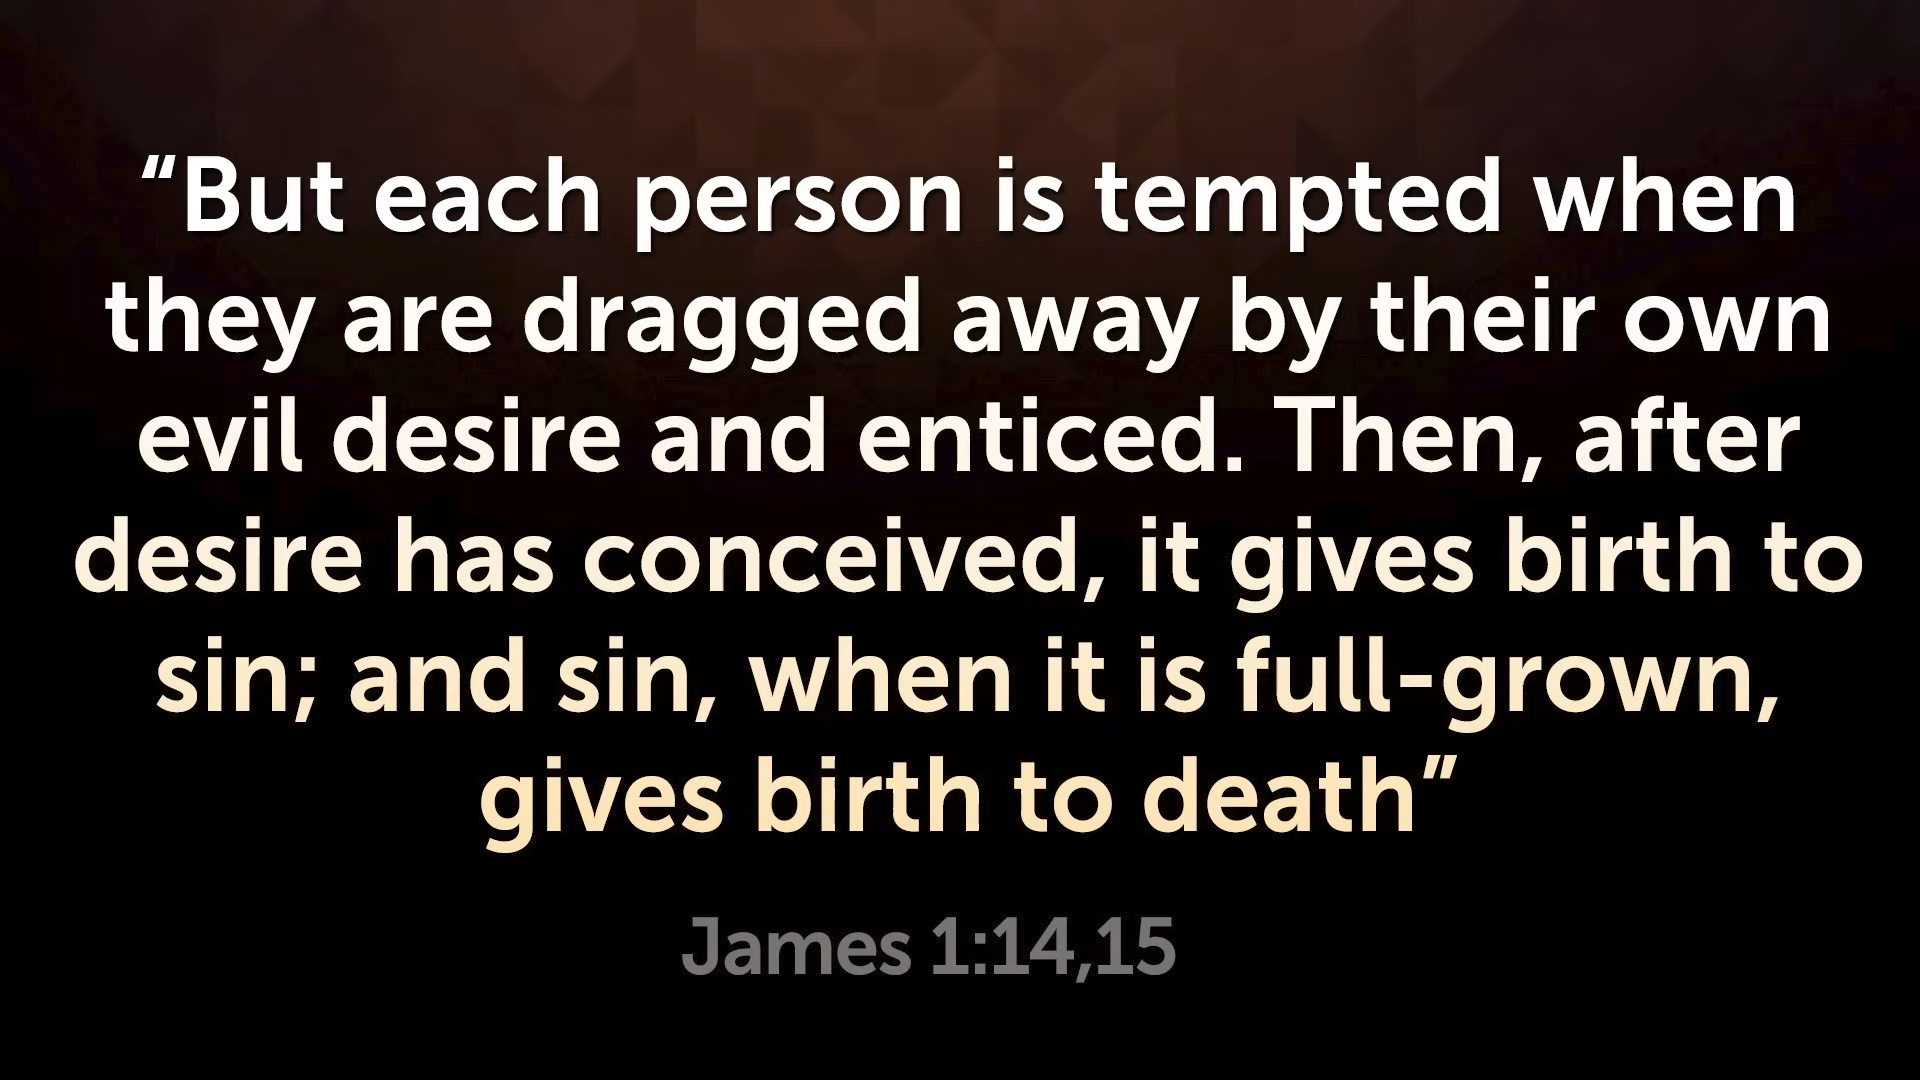 “But each person is tempted when
they are dragged away by their own
evil desire and enticed. Then, after
desire has conceived, it gives birth to
sin; and sin, when it is full-grown,
gives birth to death”
James 1:14,15